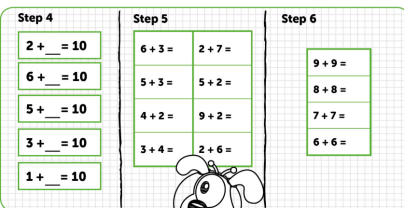 Step 4
2 + __ = 10
6 + __ = 10
5 + __ = 10
3 + __ = 10
1 + __ = 10
Step 5
6 + 3 = 2 + 7 =
5 + 3 = 5 + 2 =
4 + 2 = 9 + 2 =
3 + 4 = 2 + 6 =
Step 6
9 + 9 =
8 + 8 =
7 + 7 =
6 + 6 =